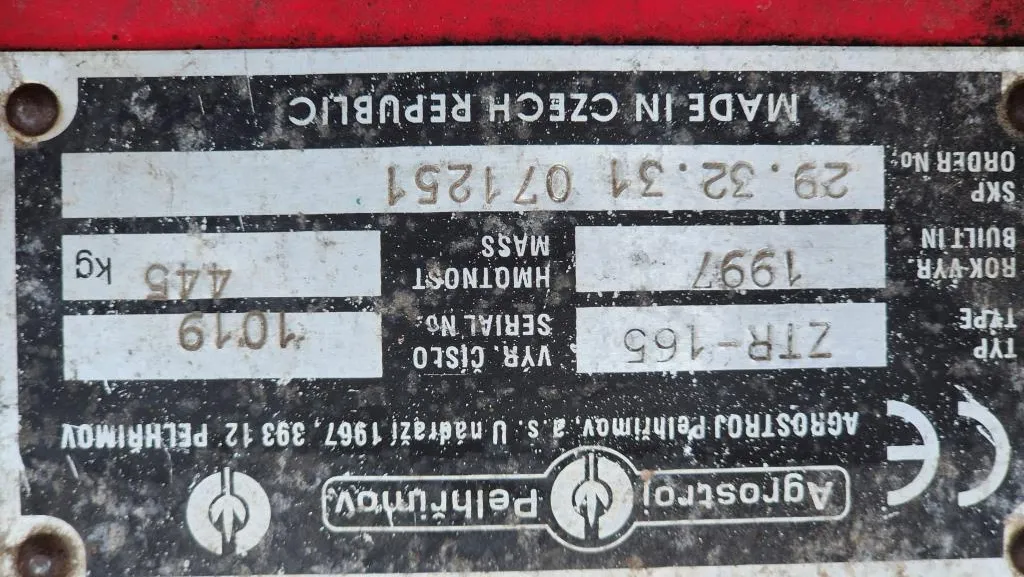 Agrostroj Pelhřimov
CE
AGROSTROJ Pelhřimov, a.s. U nádraží 1967, 393 12 PELHŘIMOV
TYP ZTR-165 VÝR. ČÍSLO 1019
TYPE SERIAL No.
ROK VÝR. 1997 HMOTNOST 445 kg
BUILT IN MASS
SKP 29.32.31 071251
ORDER No
MADE IN CZECH REPUBLIC